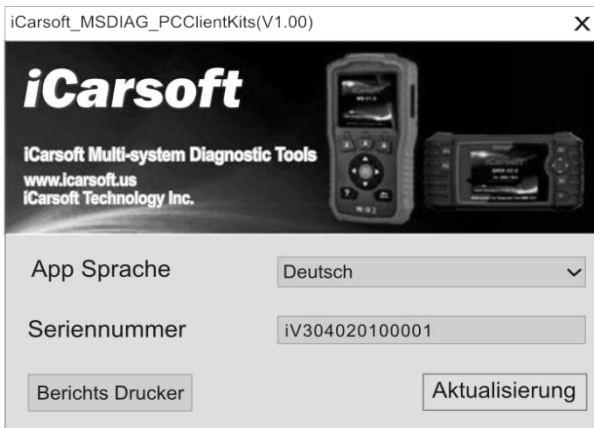 iCarsoft_MSDIAG_PCClientKits(V1.00)
X
iCarsoft
iCarsoft Multi-system Diagnostic Tools
www.icarsoft.us
iCarsoft Technology Inc.
App Sprache
Deutsch
Seriennummer
iV304020100001
Berichts Drucker
Aktualisierung